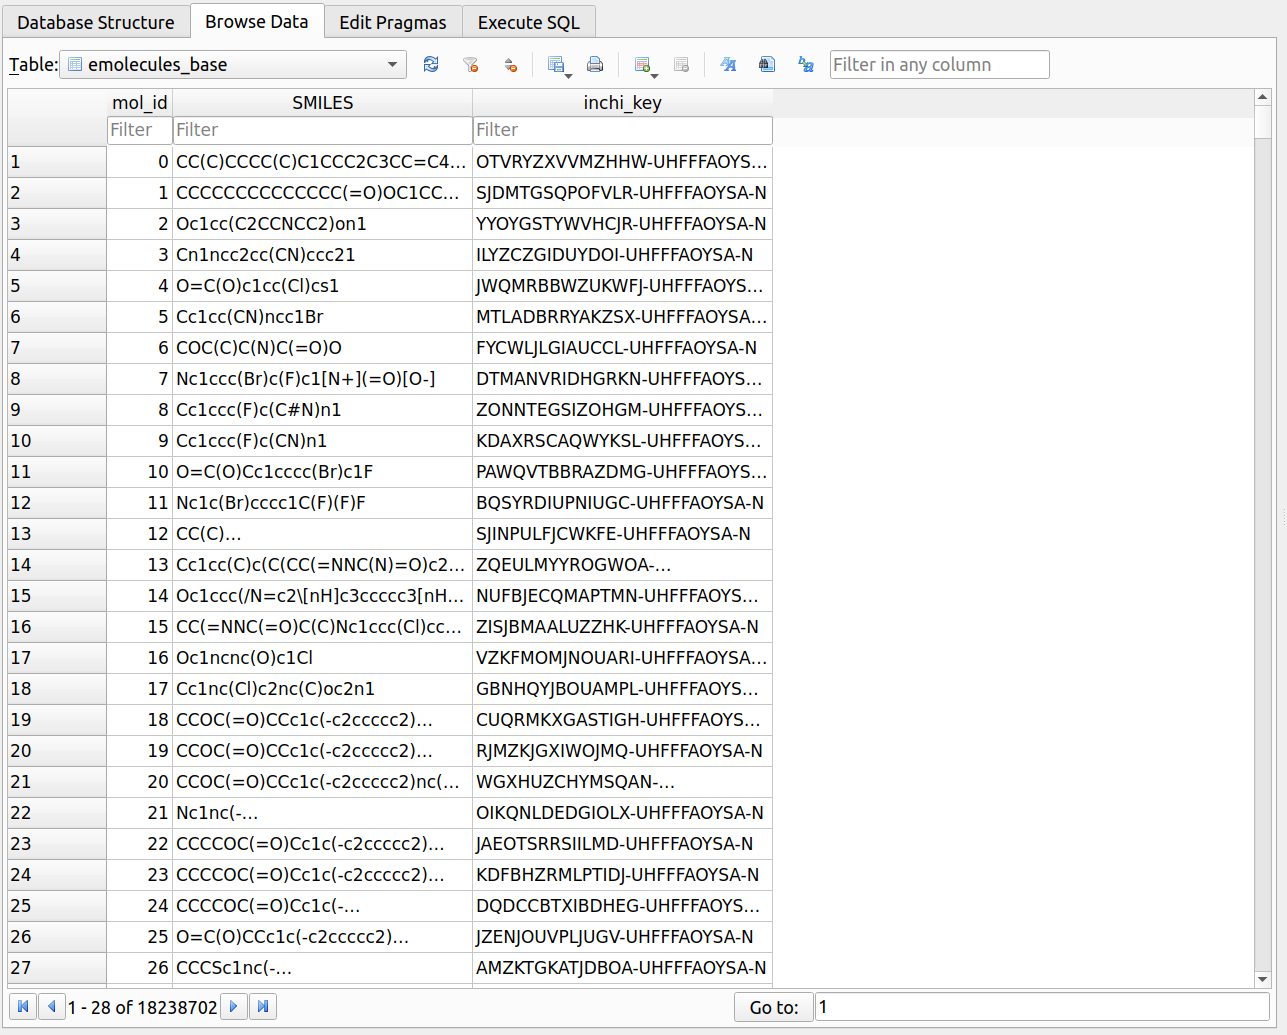 Database Structure Browse Data Edit Pragmas Execute SQL
Table: emolecules_base Filter in any column
mol_id SMILES inchi_key
Filter Filter Filter
1 0 CC(C)CCCC(C)C1CCC2C3CC=C4... OTVRYZXVVMZHHW-UHFFFAOYS...
2 1 CCCCCCCCCCCCCC(=O)OC1CC... SJDMTGSQPOFVLR-UHFFFAOYSA-N
3 2 Oc1cc(C2CCNCC2)on1 YYOYGSTYWVHCJR-UHFFFAOYSA-N
4 3 Cn1ncc2cc(CN)ccc21 ILYZCZGIDUYDOI-UHFFFAOYSA-N
5 4 O=C(O)c1cc(Cl)cs1 JWQMRBBWZUKWFJ-UHFFFAOYS...
6 5 Cc1cc(CN)ncc1Br MTLADBRRYAKZSX-UHFFFAOYSA...
7 6 COC(C)C(N)C(=O)O FYCWLJLGIAUCCL-UHFFFAOYSA-N
8 7 Nc1ccc(Br)c(F)c1[N+](=O)[O-] DTMANVRIDHGRKN-UHFFFAOYS...
9 8 Cc1ccc(F)c(C#N)n1 ZONNTEGSIZOHGM-UHFFFAOYS...
10 9 Cc1ccc(F)c(CN)n1 KDAXRSCAQWYKSL-UHFFFAOYS...
11 10 O=C(O)Cc1cccc(Br)c1F PAWQVTBBRAZDMG-UHFFFAOYS...
12 11 Nc1c(Br)cccc1C(F)(F)F BQSYRDIUPNIUGC-UHFFFAOYSA-N
13 12 CC(C)... SJINPULFJCWKFE-UHFFFAOYSA-N
14 13 Cc1cc(C)c(C(CC(=NNC(N)=O)c2... ZQEULMYYROGWOA-...
15 14 Oc1ccc(/N=c2\[nH]c3ccccc3[nH... NUFBJECQMAPTMN-UHFFFAOYS...
16 15 CC(=NNC(=O)C(C)Nc1ccc(Cl)cc... ZISJBMAALUZZHK-UHFFFAOYSA-N
17 16 Oc1ncnc(O)c1Cl VZKFMOMJNOUARI-UHFFFAOYSA...
18 17 Cc1nc(Cl)c2nc(C)oc2n1 GBNHQYJBOUAMPL-UHFFFAOYS...
19 18 CCOC(=O)CCc1c(-c2ccccc2)... CUQRMKXGASTIGH-UHFFFAOYS...
20 19 CCOC(=O)CCc1c(-c2ccccc2)... RJMZKJGXIWOJMQ-UHFFFAOYSA-N
21 20 CCOC(=O)CCc1c(-c2ccccc2)nc(... WGXHUZCHYMSQAN-...
22 21 Nc1nc(-... OIKQNLDEDGIOLX-UHFFFAOYSA-N
23 22 CCCCOC(=O)Cc1c(-c2ccccc2)... JAEOTSRRSIILMD-UHFFFAOYSA-N
24 23 CCCCOC(=O)Cc1c(-c2ccccc2)... KDFBHZRMLPTIDJ-UHFFFAOYSA-N
25 24 CCCCOC(=O)Cc1c(-... DQDCCBTXIBDHEG-UHFFFAOYS...
26 25 O=C(O)CCc1c(-c2ccccc2)... JZENJOUVPLJUGV-UHFFFAOYSA-N
27 26 CCCSc1nc(-... AMZKTGKATJDBOA-UHFFFAOYSA-N
1 - 28 of 18238702 Go to: 1